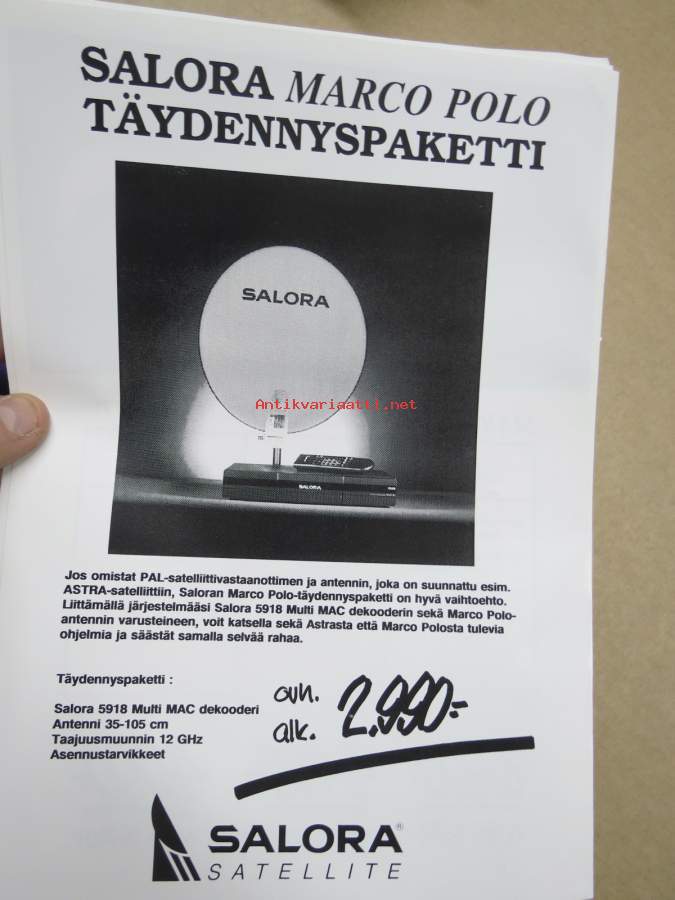 SALORA MARCO POLO
TÄYDENNYSPAKETTI
SALORA
Antikvariaatti.net
SALORA
Jos omistat PAL-satelliittivastaanottimen ja antennin, joka on suunnattu esim.
ASTRA-satelliittiin, Saloran Marco Polo-täydennyspaketti on hyvä vaihtoehto.
Liittämällä järjestelmääsi Salora 5918 Multi MAC dekooderin sekä Marco Polo-
antennin varusteineen, voit katsella sekä Astrasta että Marco Polosta tulevia
ohjelmia ja säästät samalla selvää rahaa.
Täydennyspaketti :
Salora 5918 Multi MAC dekooderi
Antenni 35-105 cm
Taajuusmuunnin 12 GHz
Asennustarvikkeet
ovh.
alk. 2.990.-
SALORA®
SATELLITE